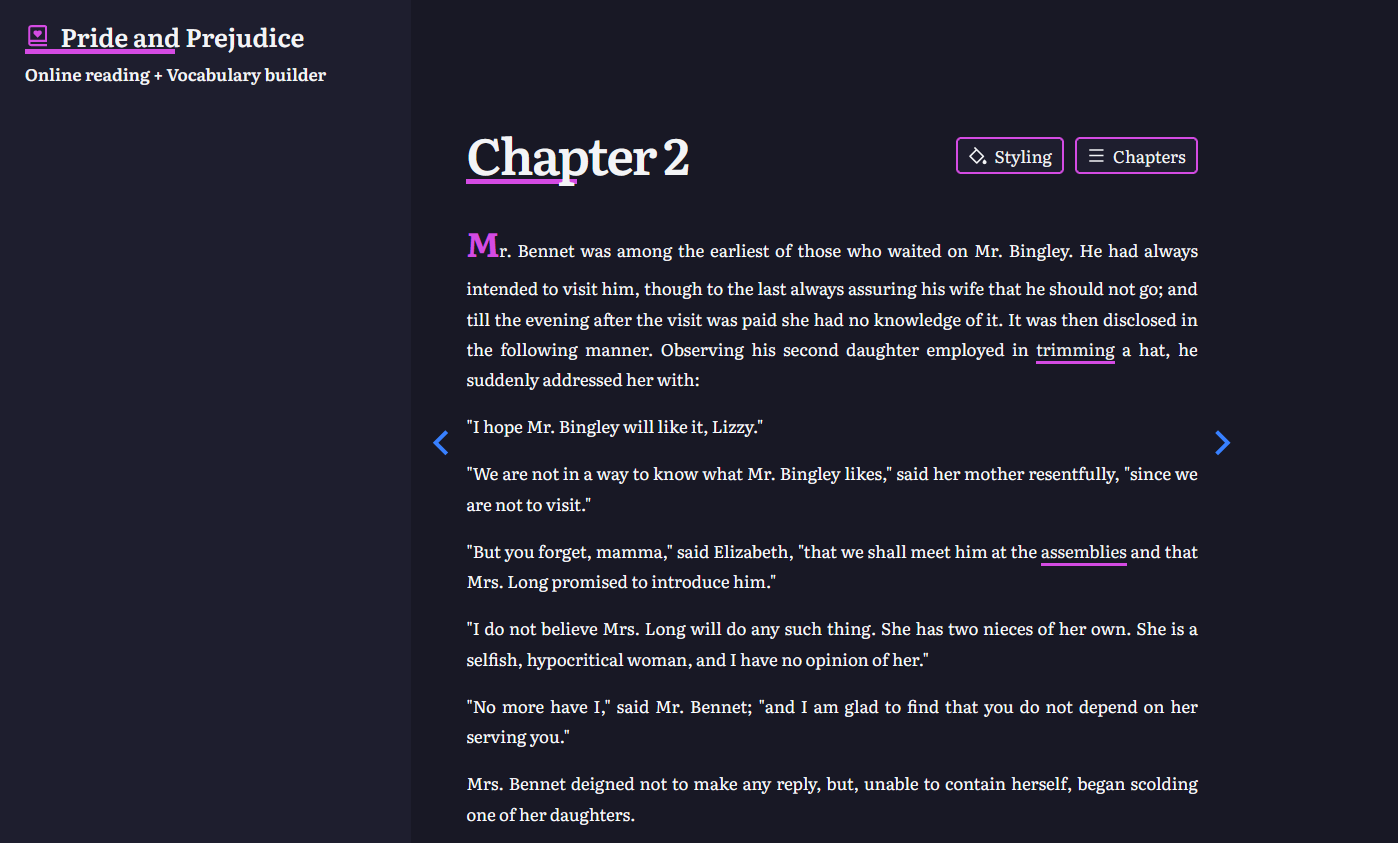 Pride and Prejudice
Online reading + Vocabulary builder
Chapter 2
Styling
Chapters
Mr. Bennet was among the earliest of those who waited on Mr. Bingley. He had always
intended to visit him, though to the last always assuring his wife that he should not go; and
till the evening after the visit was paid she had no knowledge of it. It was then disclosed in
the following manner. Observing his second daughter employed in trimming a hat, he
suddenly addressed her with:
"I hope Mr. Bingley will like it, Lizzy."
"We are not in a way to know what Mr. Bingley likes," said her mother resentfully, "since we
are not to visit."
"But you forget, mamma," said Elizabeth, "that we shall meet him at the assemblies and that
Mrs. Long promised to introduce him."
"I do not believe Mrs. Long will do any such thing. She has two nieces of her own. She is a
selfish, hypocritical woman, and I have no opinion of her."
"No more have I," said Mr. Bennet; "and I am glad to find that you do not depend on her
serving you."
Mrs. Bennet deigned not to make any reply, but, unable to contain herself, began scolding
one of her daughters.